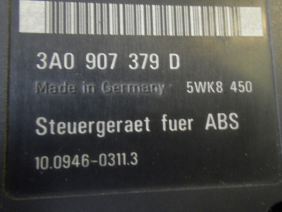 3A0 907 379 D
Made in Germany 5WK8 450
Steuergeraet fuer ABS
10.0946-0311.3